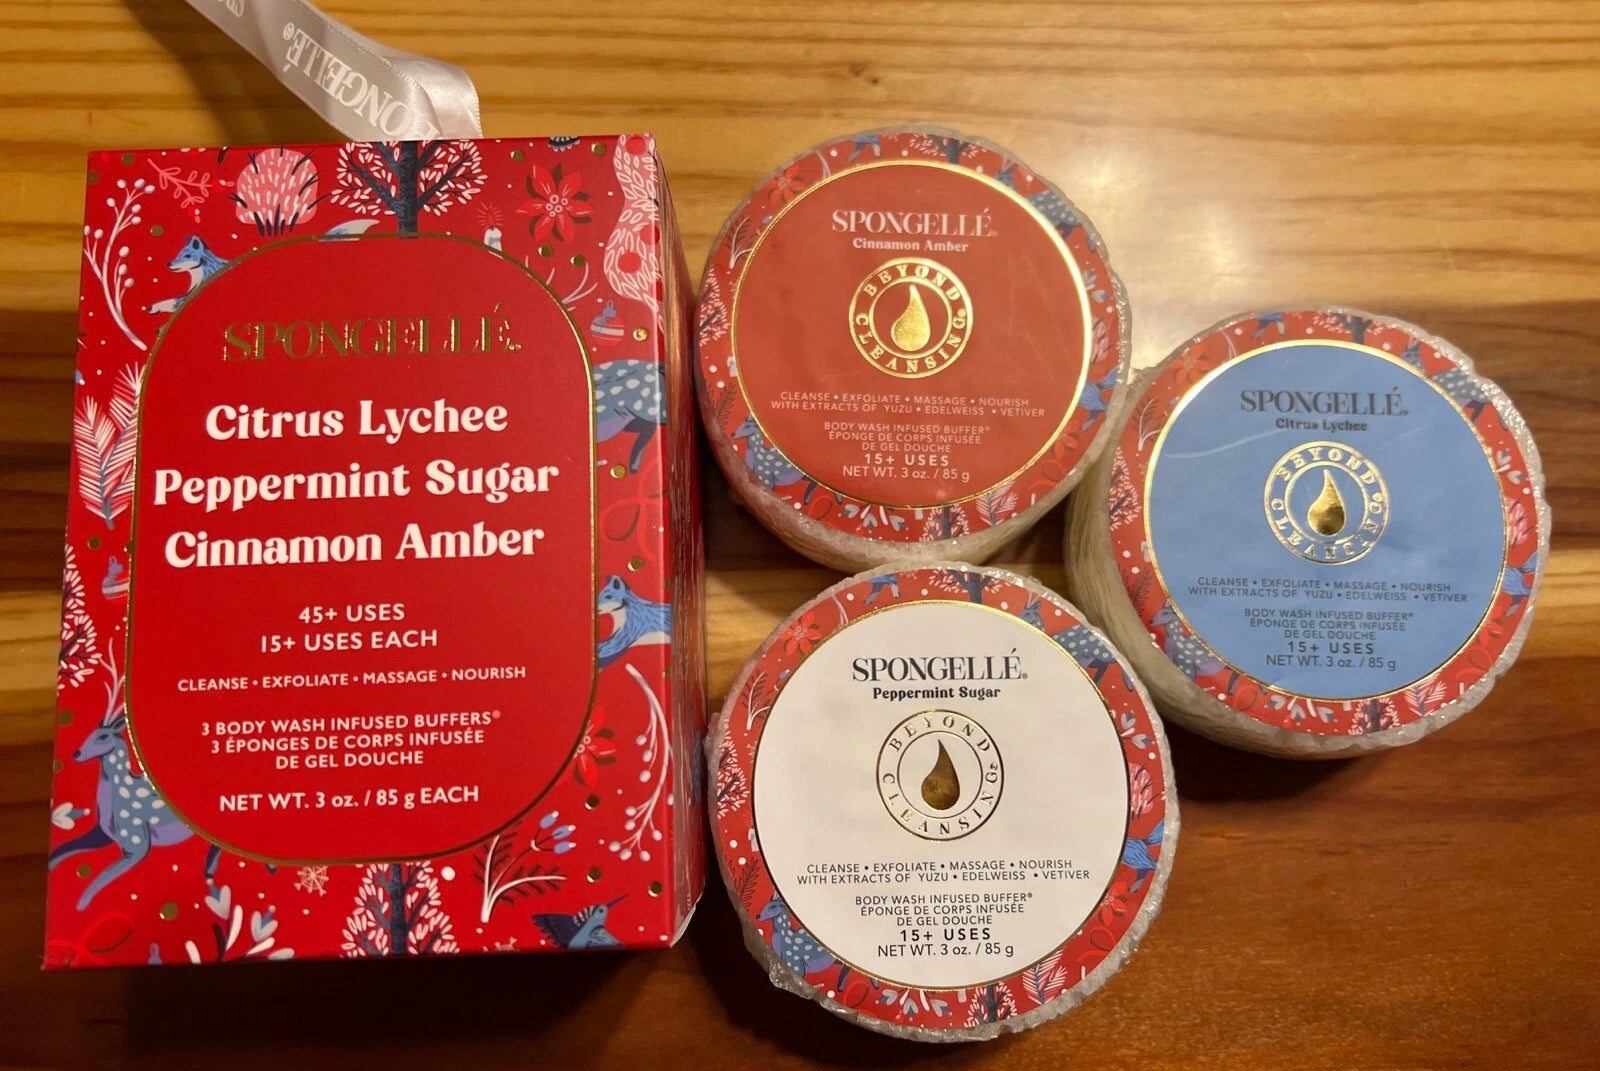 SPONGELLÉ®
SPONGELLÉ®
Citrus Lychee
Peppermint Sugar
Cinnamon Amber
45+ USES
15+ USES EACH
CLEANSE • EXFOLIATE • MASSAGE • NOURISH
3 BODY WASH INFUSED BUFFERS®
3 ÉPONGES DE CORPS INFUSÉE
DE GEL DOUCHE
NET WT. 3 oz. / 85 g EACH
SPONGELLÉ®
Cinnamon Amber
BEYOND
CLEANSING®
CLEANSE • EXFOLIATE • MASSAGE • NOURISH
WITH EXTRACTS OF YUZU • EDELWEISS • VETIVER
BODY WASH INFUSED BUFFER®
ÉPONGE DE CORPS INFUSÉE
DE GEL DOUCHE
15+ USES
NET WT. 3 oz. / 85 g
SPONGELLÉ®
Citrus Lychee
BEYOND
CLEANSING®
CLEANSE • EXFOLIATE • MASSAGE • NOURISH
WITH EXTRACTS OF YUZU • EDELWEISS • VETIVER
BODY WASH INFUSED BUFFER®
ÉPONGE DE CORPS INFUSÉE
DE GEL DOUCHE
15+ USES
NET WT. 3 oz. / 85 g
SPONGELLÉ®
Peppermint Sugar
BEYOND
CLEANSING®
CLEANSE • EXFOLIATE • MASSAGE • NOURISH
WITH EXTRACTS OF YUZU • EDELWEISS • VETIVER
BODY WASH INFUSED BUFFER®
ÉPONGE DE CORPS INFUSÉE
DE GEL DOUCHE
15+ USES
NET WT. 3 oz. / 85 g